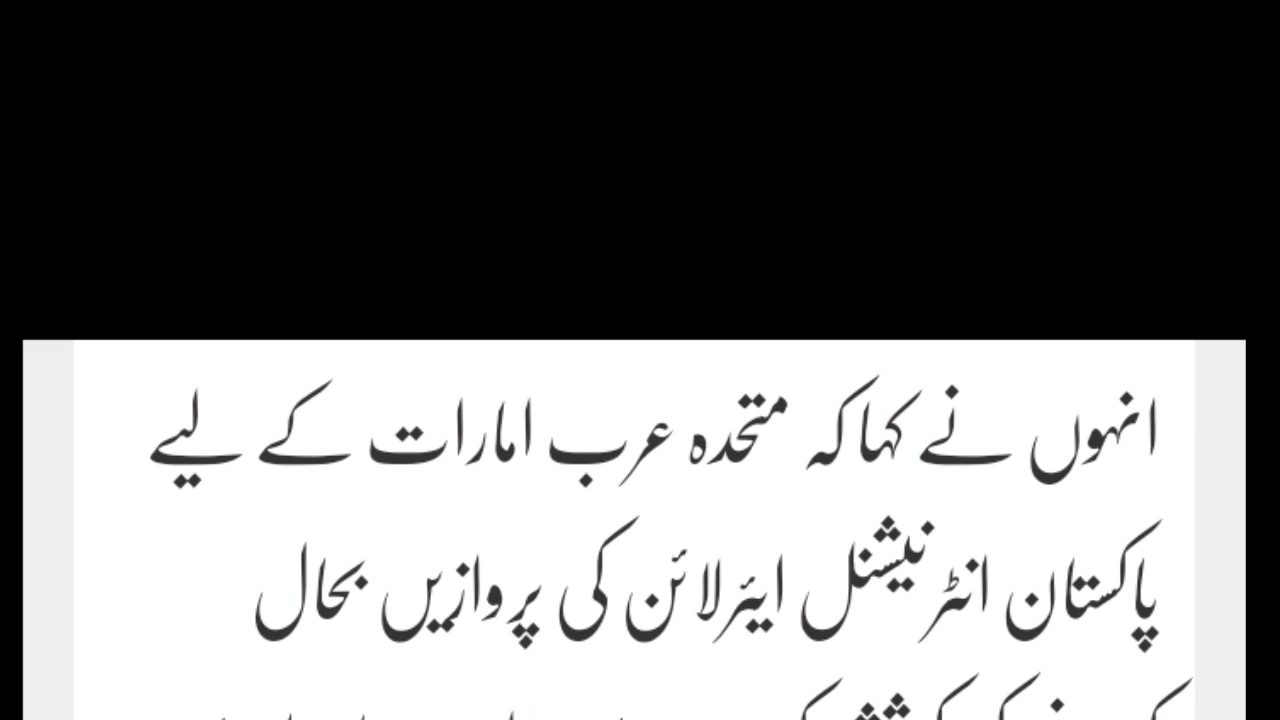 انہوں نے کہا کہ متحدہ عرب امارات کے لیے
پاکستان انٹرنیشنل ایئرلائن کی پروازیں بحال